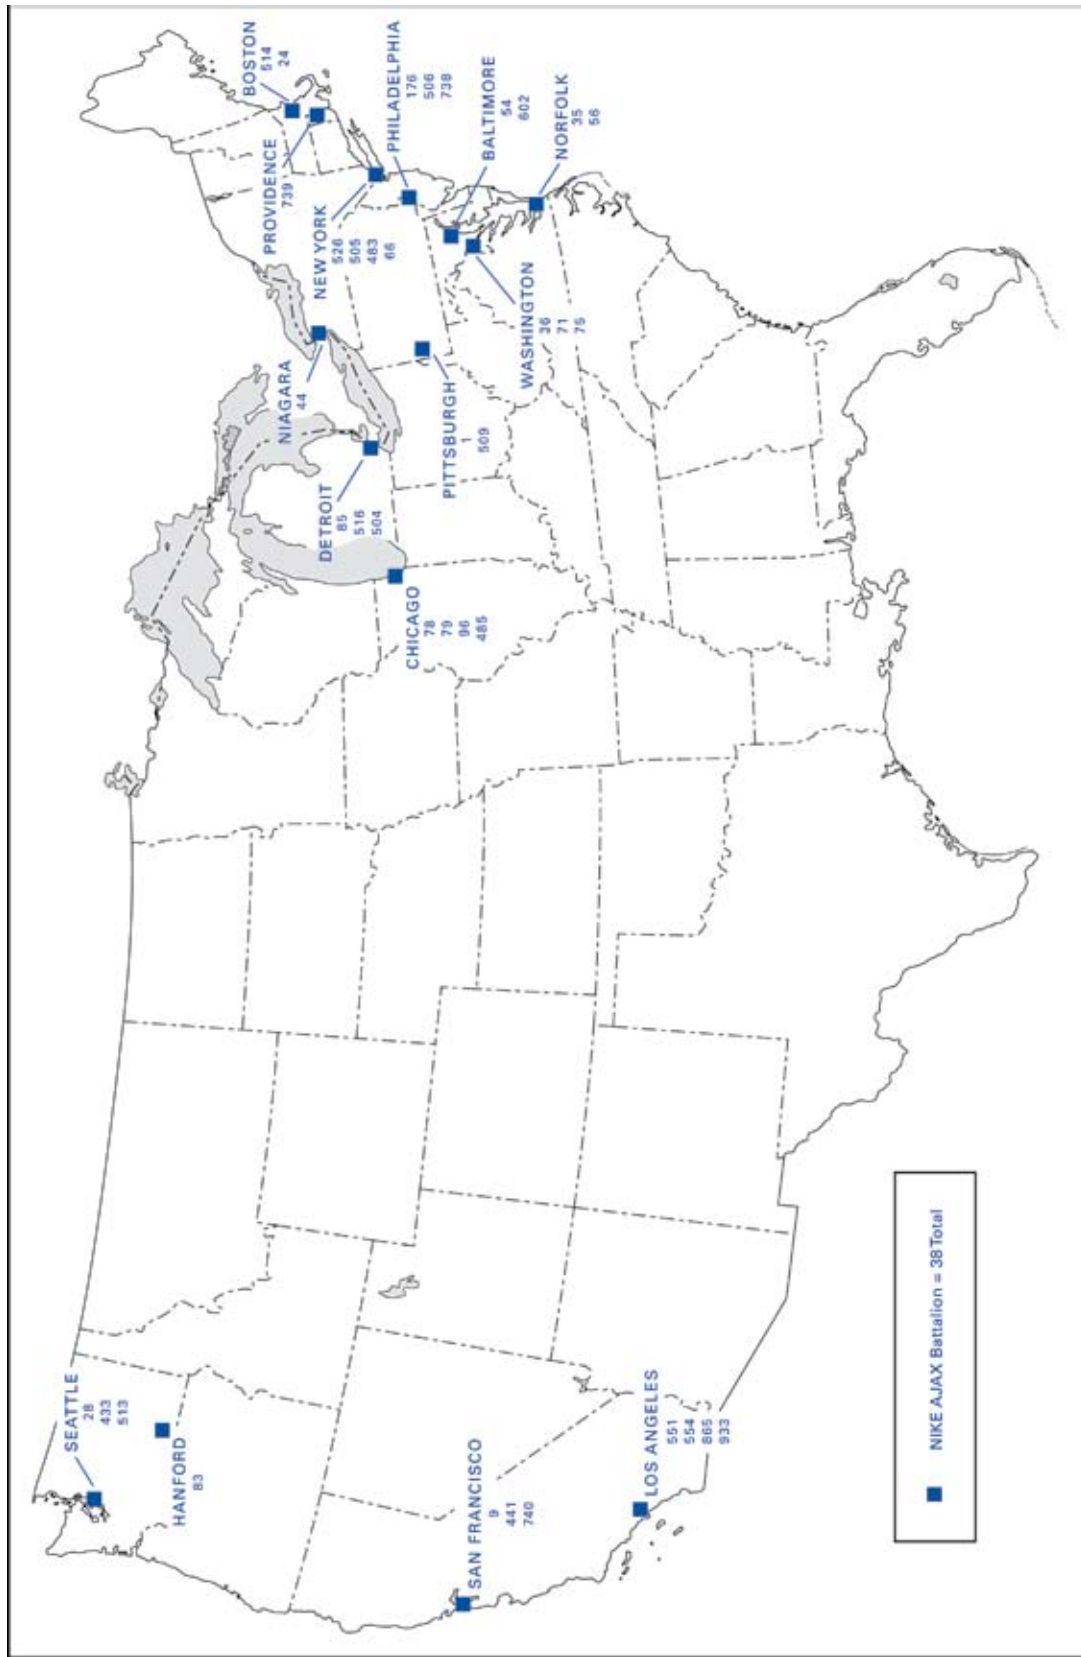 SEATTLE
28
433
513
HANFORD
83
SAN FRANCISCO
9
441
740
LOS ANGELES
551
554
865
933
CHICAGO
78
79
96
485
DETROIT
85
516
504
NIAGARA
44
PITTSBURGH
1
509
BOSTON
514
24
PROVIDENCE
739
NEW YORK
526
505
483
66
PHILADELPHIA
176
506
738
BALTIMORE
54
602
WASHINGTON
36
71
75
NORFOLK
35
56
NIKE AJAX Battalion = 38 Total